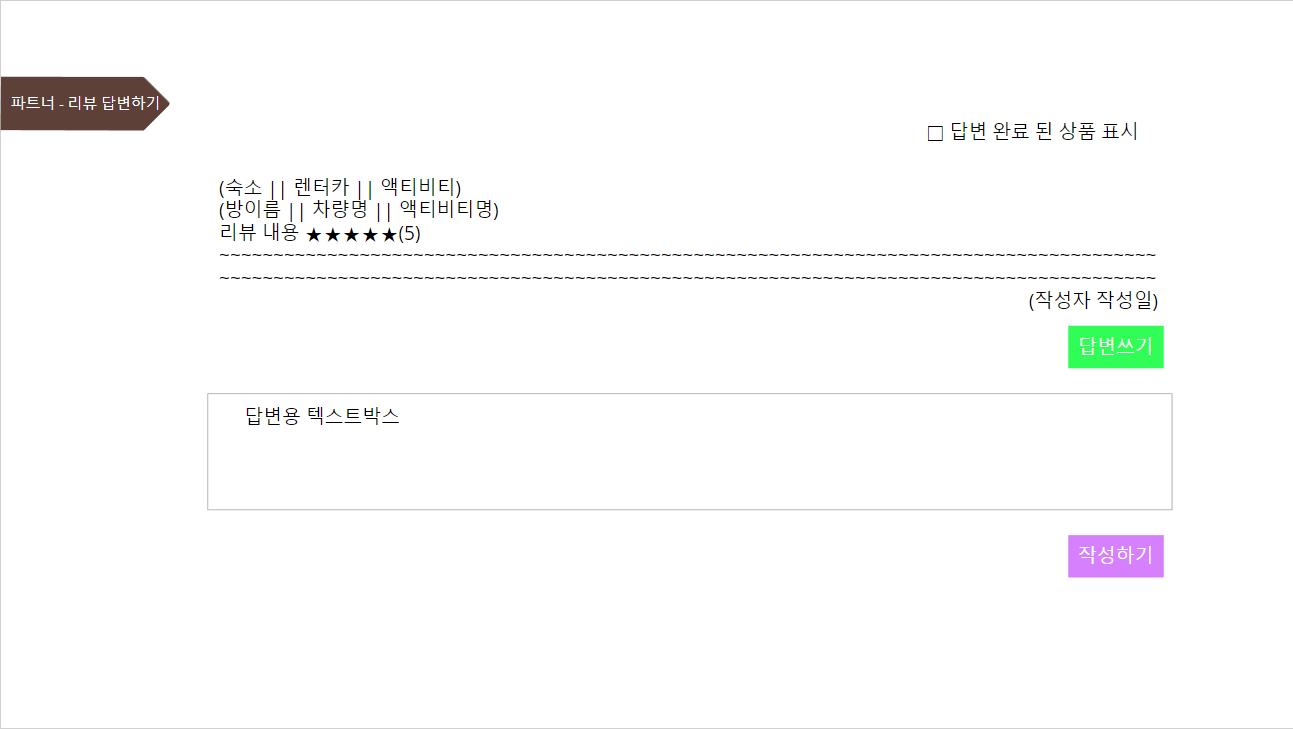 파트너 - 리뷰 답변하기
□ 답변 완료 된 상품 표시
(숙소 || 렌터카 || 액티비티)
(방이름 || 차량명 || 액티비티명)
리뷰 내용 ★★★★★(5)
~~~~~~~~~~~~~~~~~~~~~~~~~~~~~~~~~~~~~~~~~~~~~~~~~~~~~~~~~~~~~~~~~~~~~~~~~~~~~~~~~~~~~~
~~~~~~~~~~~~~~~~~~~~~~~~~~~~~~~~~~~~~~~~~~~~~~~~~~~~~~~~~~~~~~~~~~~~~~~~~~~~~~~~~~~~~~
(작성자 작성일)
답변쓰기
답변용 텍스트박스
작성하기